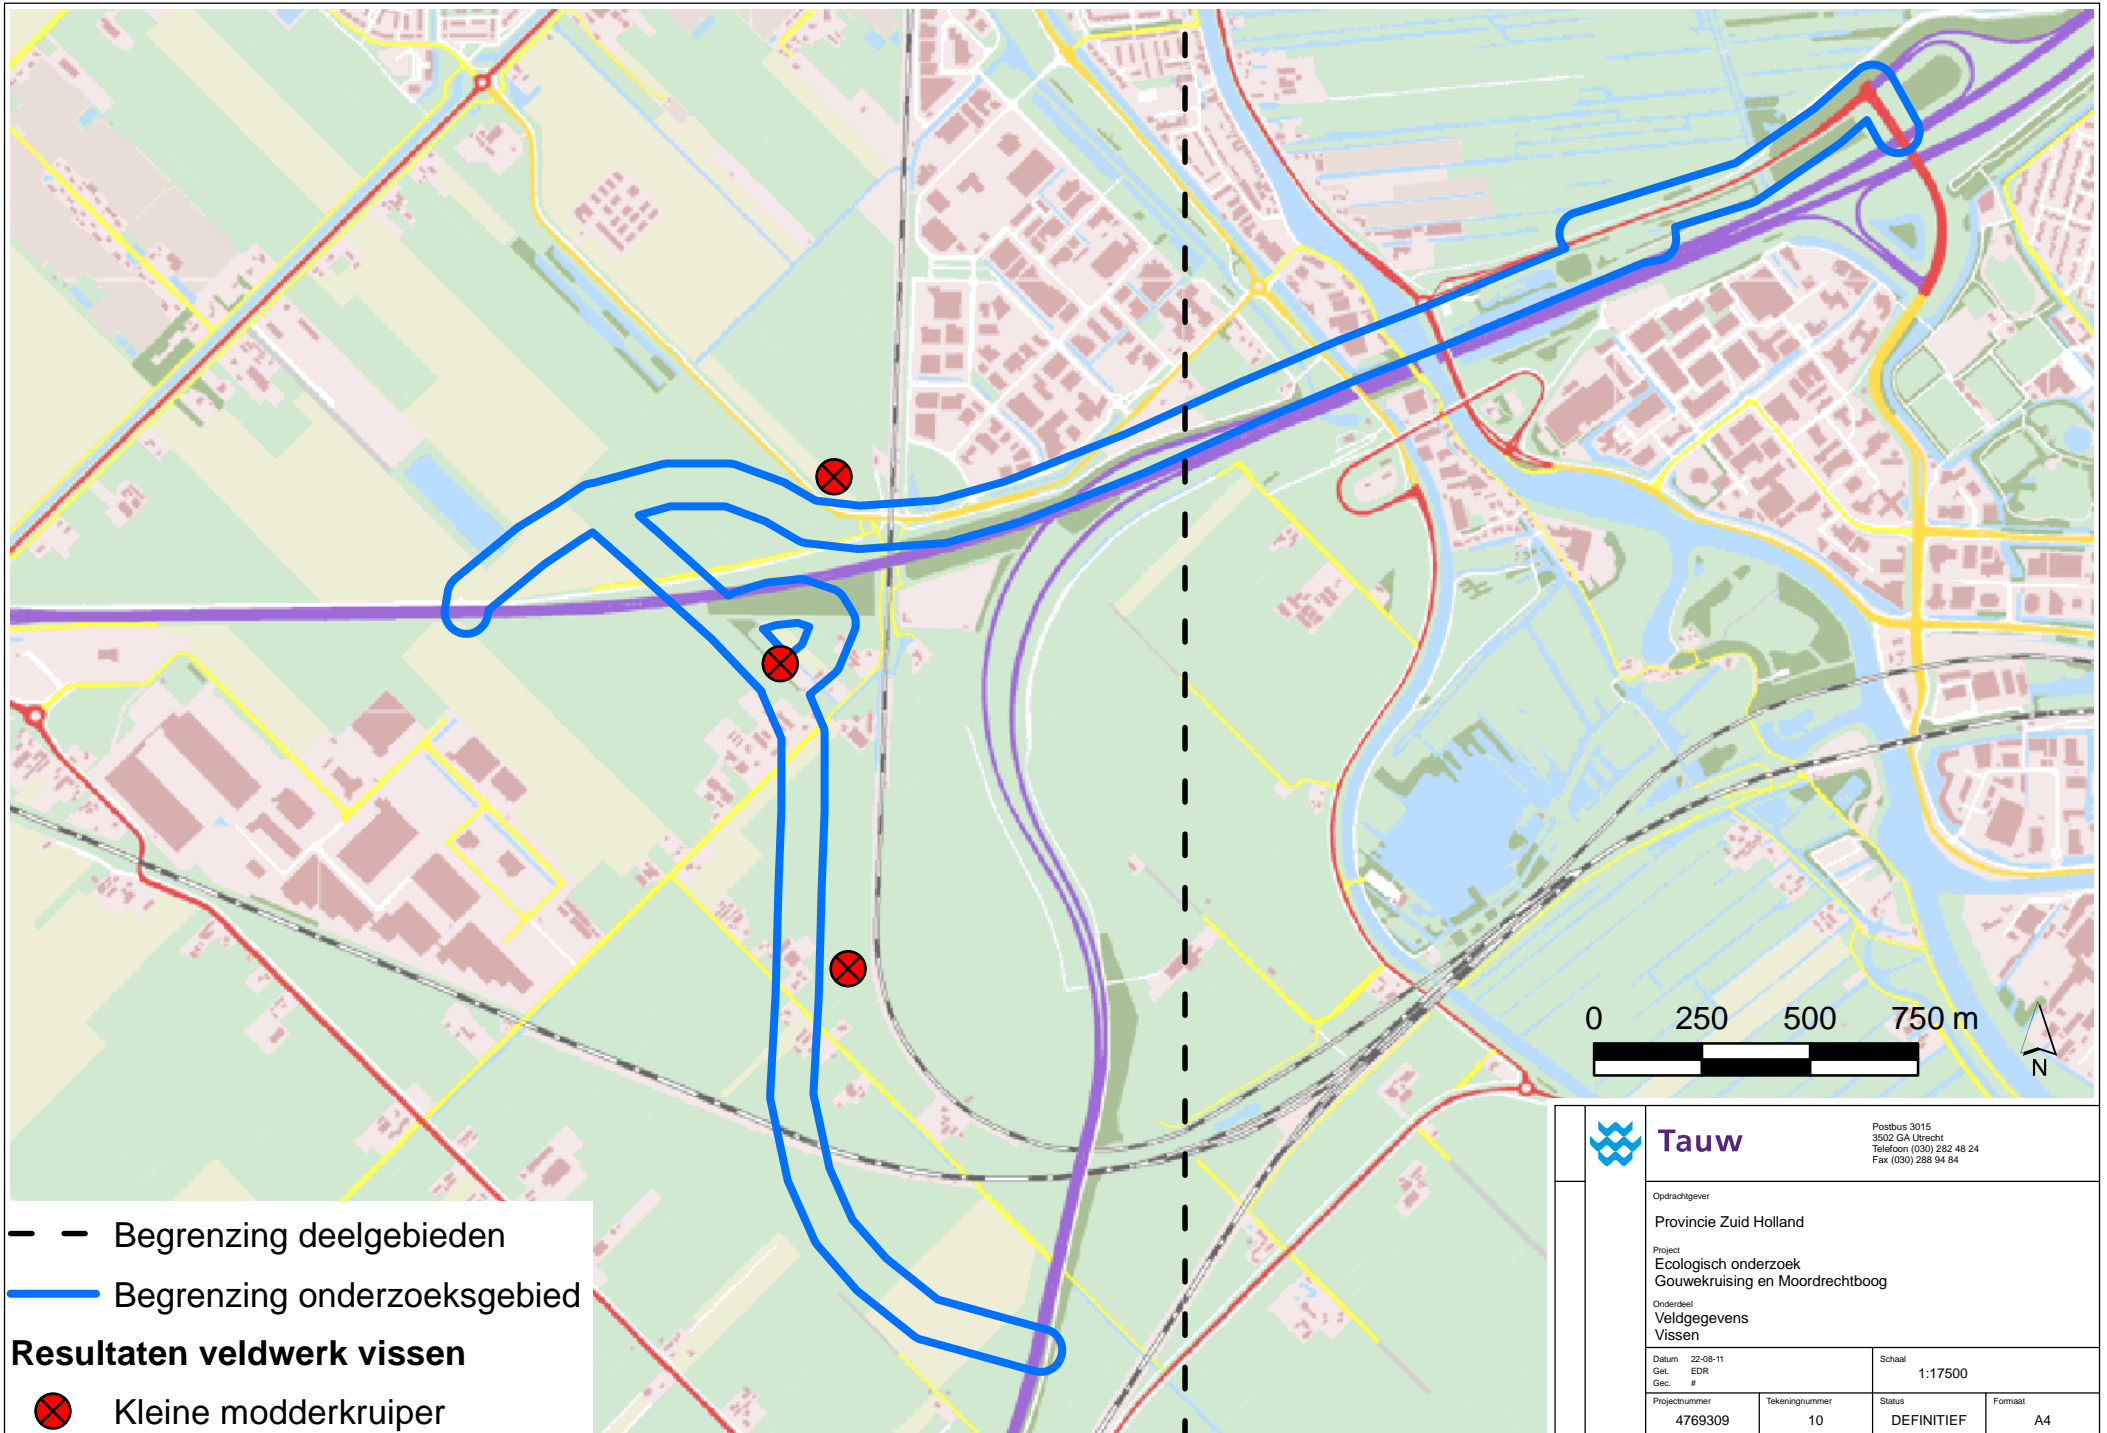 0 250 500 750 m
N
Begrenzing deelgebieden
Begrenzing onderzoeksgebied
Resultaten veldwerk vissen
Kleine modderkruiper
Tauw
Postbus 3015
3502 GA Utrecht
Telefoon (030) 282 48 24
Fax (030) 288 94 84
Opdrachtgever
Provincie Zuid Holland
Project
Ecologisch onderzoek
Gouwekruising en Moordrechtboog
Onderdeel
Veldgegevens
Vissen
Datum 22-08-11
Get. EDR
Gec. #
Schaal
1:17500
Projectnummer
4769309
Tekeningnummer
10
Status
DEFINITIEF
Formaat
A4